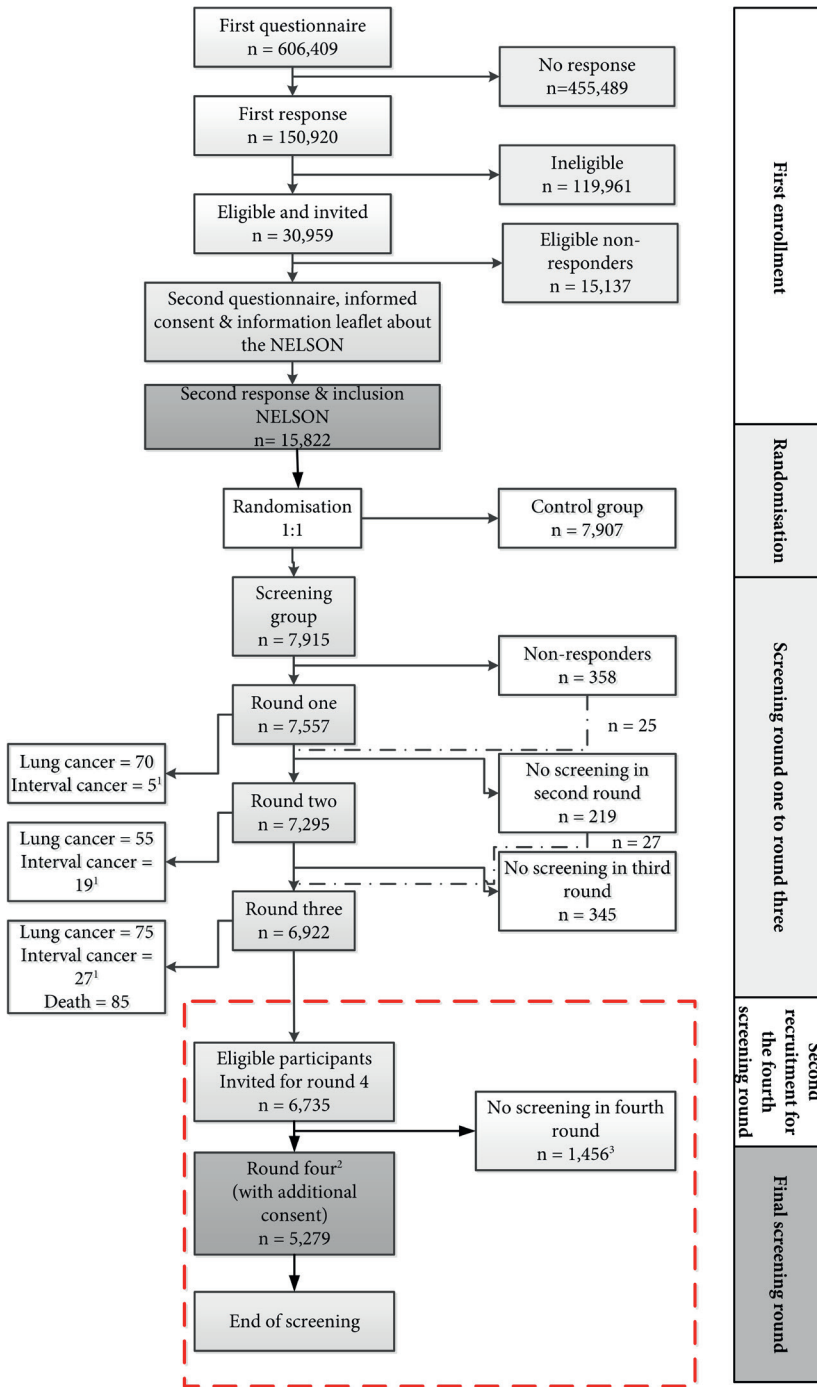 First questionnaire
n = 606,409
No response
n=455,489
First response
n = 150,920
Ineligible
n = 119,961
Eligible and invited
n = 30,959
Eligible non-
responders
n = 15,137
Second questionnaire, informed
consent & information leaflet about
the NELSON
Second response & inclusion
NELSON
n= 15,822
First enrollment
Randomisation
1:1
Control group
n = 7,907
Randomisation
Screening
group
n = 7,915
Non-responders
n = 358
Round one
n = 7,557
n = 25
Lung cancer = 70
Interval cancer = 5¹
No screening in
second round
n = 219
Round two
n = 7,295
n = 27
Lung cancer = 55
Interval cancer =
19¹
No screening in third
round
n = 345
Round three
n = 6,922
Lung cancer = 75
Interval cancer =
27¹
Death = 85
Screening round one to round three
Eligible participants
Invited for round 4
n = 6,735
No screening in fourth
round
n = 1,456³
Second
recruitment for
the fourth
screening round
Round four²
(with additional
consent)
n = 5,279
End of screening
Final screening round